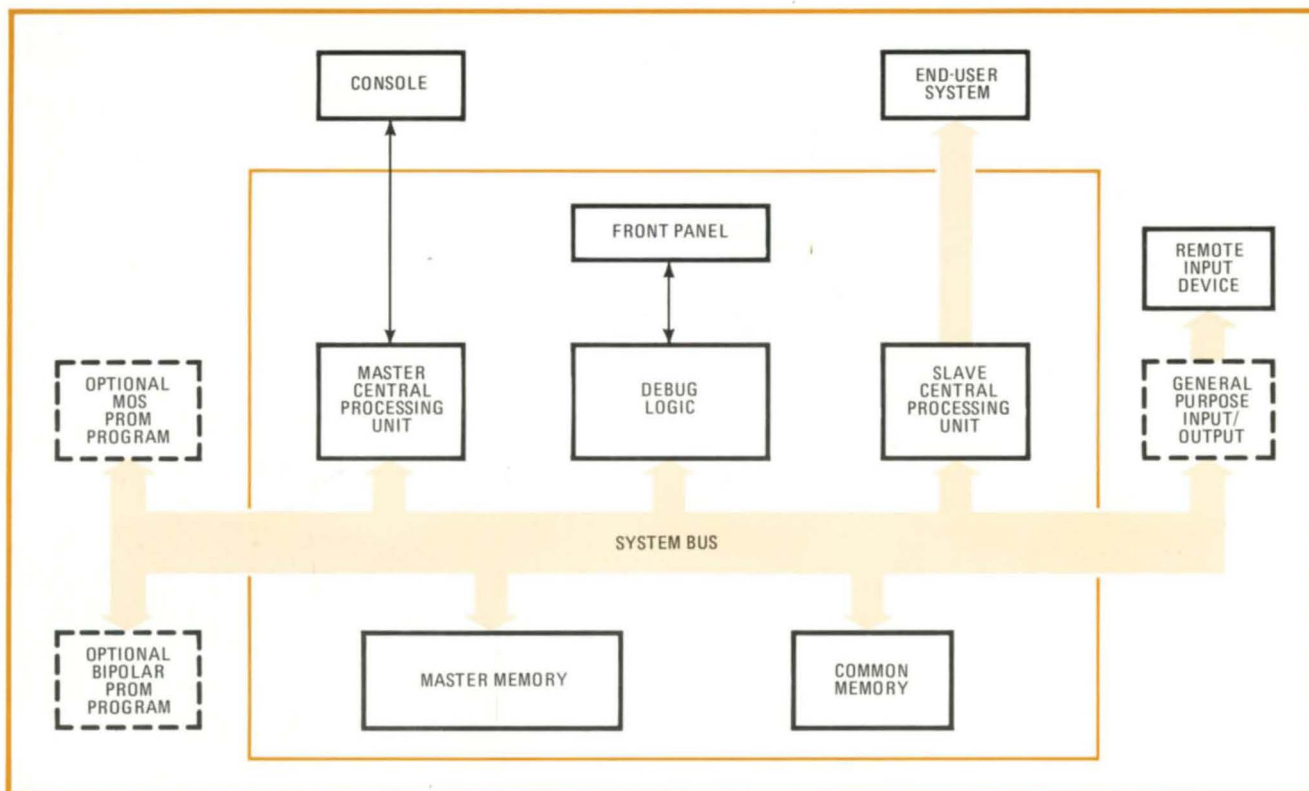 CONSOLE
END-USER
SYSTEM
FRONT PANEL
REMOTE
INPUT
DEVICE
OPTIONAL
MOS
PROM
PROGRAM
MASTER
CENTRAL
PROCESSING
UNIT
DEBUG
LOGIC
SLAVE
CENTRAL
PROCESSING
UNIT
GENERAL
PURPOSE
INPUT/
OUTPUT
SYSTEM BUS
OPTIONAL
BIPOLAR
PROM
PROGRAM
MASTER MEMORY
COMMON
MEMORY